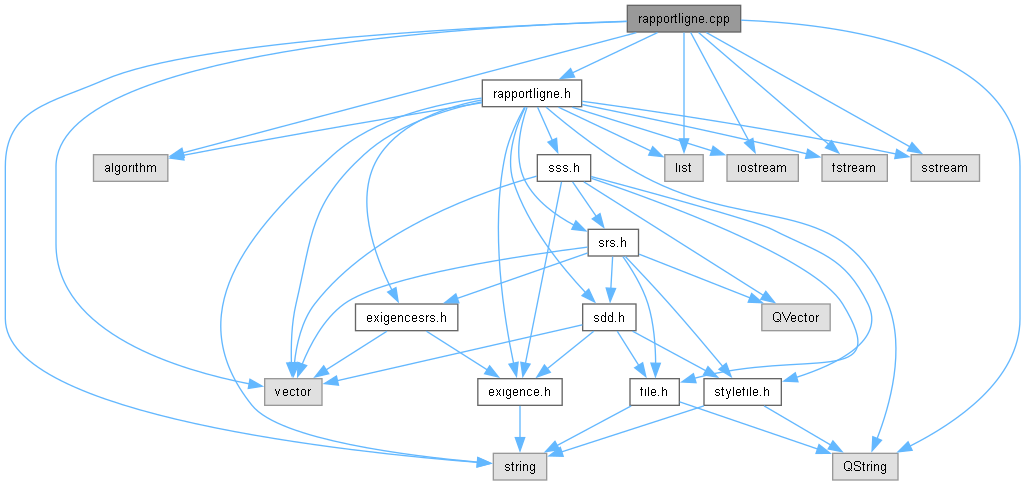 rapportligne.cpp
rapportligne.h
algorithm
sss.h
list
iostream
fstream
sstream
srs.h
exigencesrs.h
sdd.h
QVector
vector
exigence.h
file.h
stylefile.h
string
QString